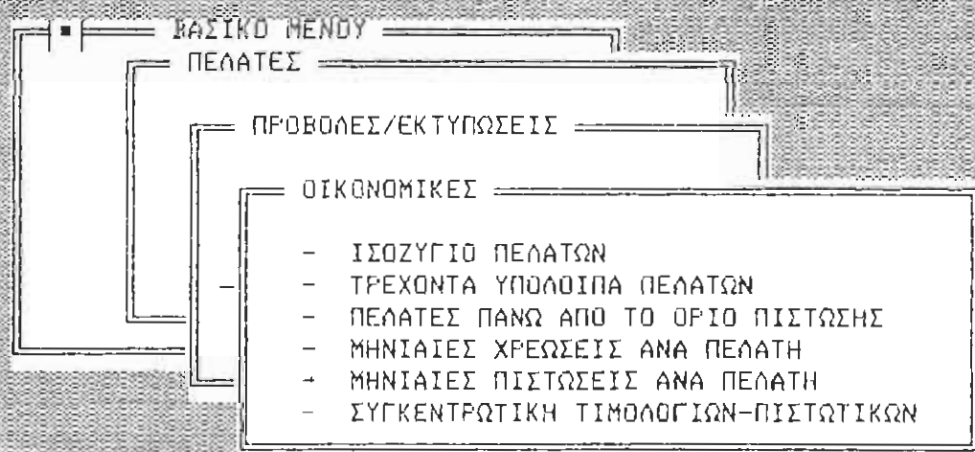 ΒΑΣΙΚΟ ΜΕΝΟΥ
ΠΕΛΑΤΕΣ
ΠΡΟΒΟΛΕΣ/ΕΚΤΥΠΩΣΕΙΣ
ΟΙΚΟΝΟΜΙΚΕΣ
- ΙΣΟΖΥΓΙΟ ΠΕΛΑΤΩΝ
- ΤΡΕΧΟΝΤΑ ΥΠΟΛΟΙΠΑ ΠΕΛΑΤΩΝ
- ΠΕΛΑΤΕΣ ΠΑΝΩ ΑΠΟ ΤΟ ΟΡΙΟ ΠΙΣΤΩΣΗΣ
- ΜΗΝΙΑΙΕΣ ΧΡΕΩΣΕΙΣ ΑΝΑ ΠΕΛΑΤΗ
- ΜΗΝΙΑΙΕΣ ΠΙΣΤΩΣΕΙΣ ΑΝΑ ΠΕΛΑΤΗ
- ΣΥΓΚΕΝΤΡΩΤΙΚΗ ΤΙΜΟΛΟΓΙΩΝ-ΠΙΣΤΩΤΙΚΩΝ